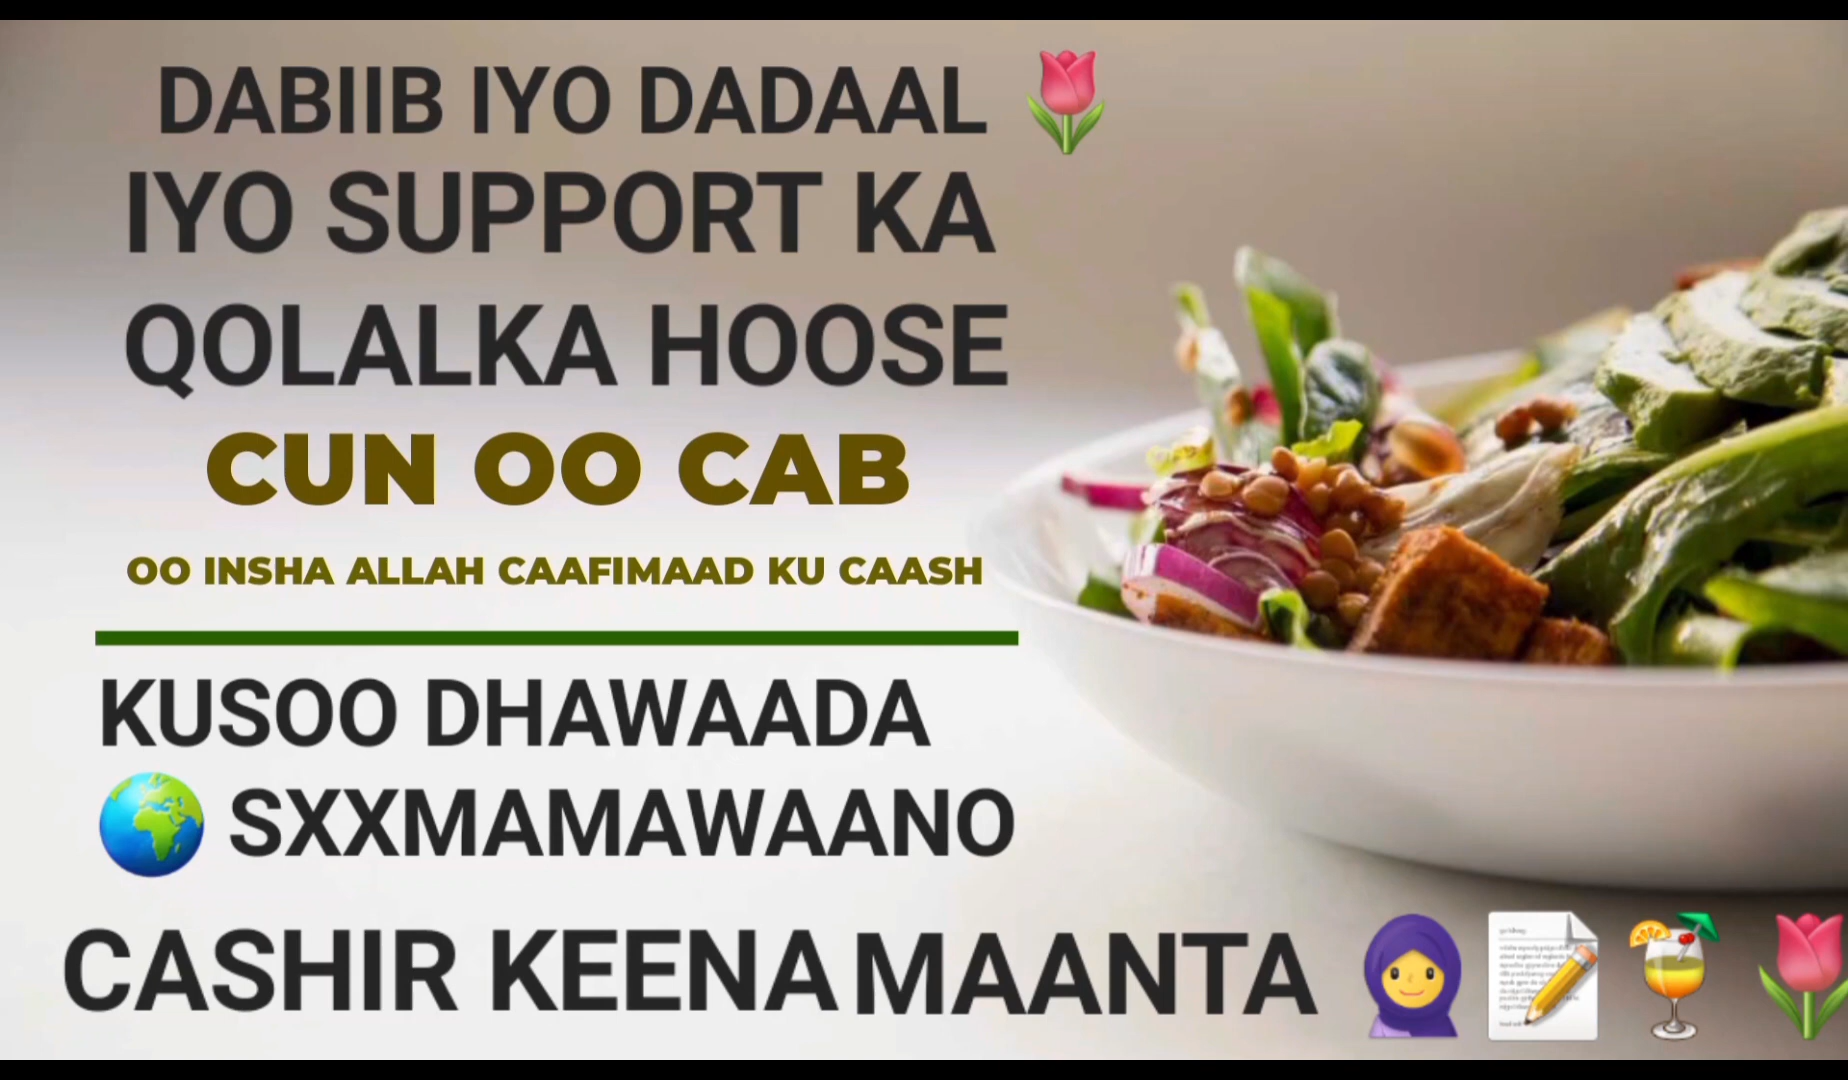 DABIIB IYO DADAAL 🌷
IYO SUPPORT KA
QOLALKA HOOSE
CUN OO CAB
OO INSHA ALLAH CAAFIMAAD KU CAASH
KUSOO DHAWAADA
🌍 SXXMAMAWAANO
CASHIR KEENA MAANTA 🧕 📝 🍹 🌷